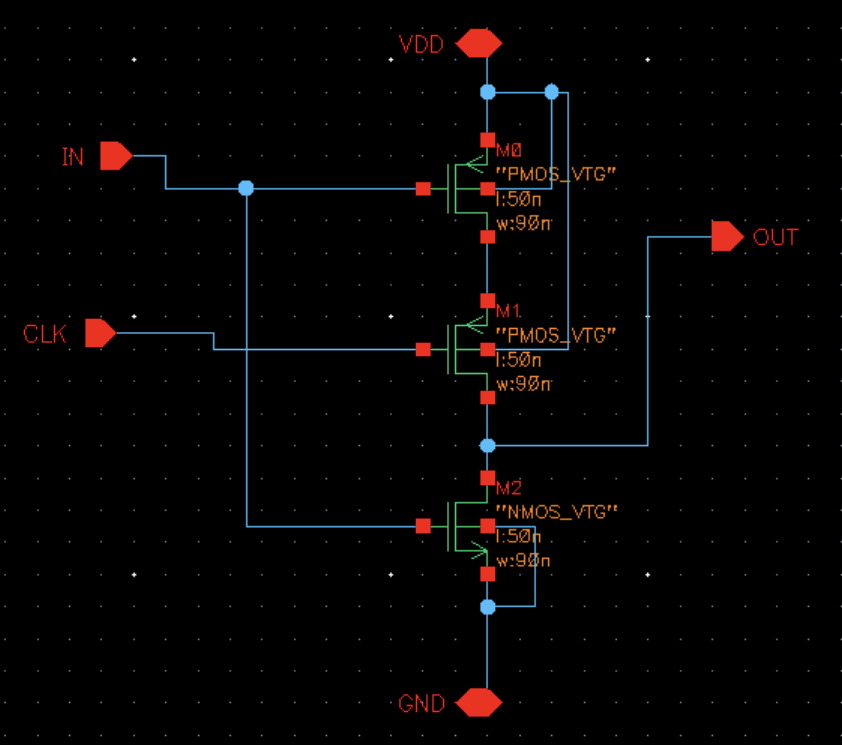 VDD
IN
M0
"PMOS_VTG"
l:50n
w:90n
OUT
CLK
M1
"PMOS_VTG"
l:50n
w:90n
M2
"NMOS_VTG"
l:50n
w:90n
GND